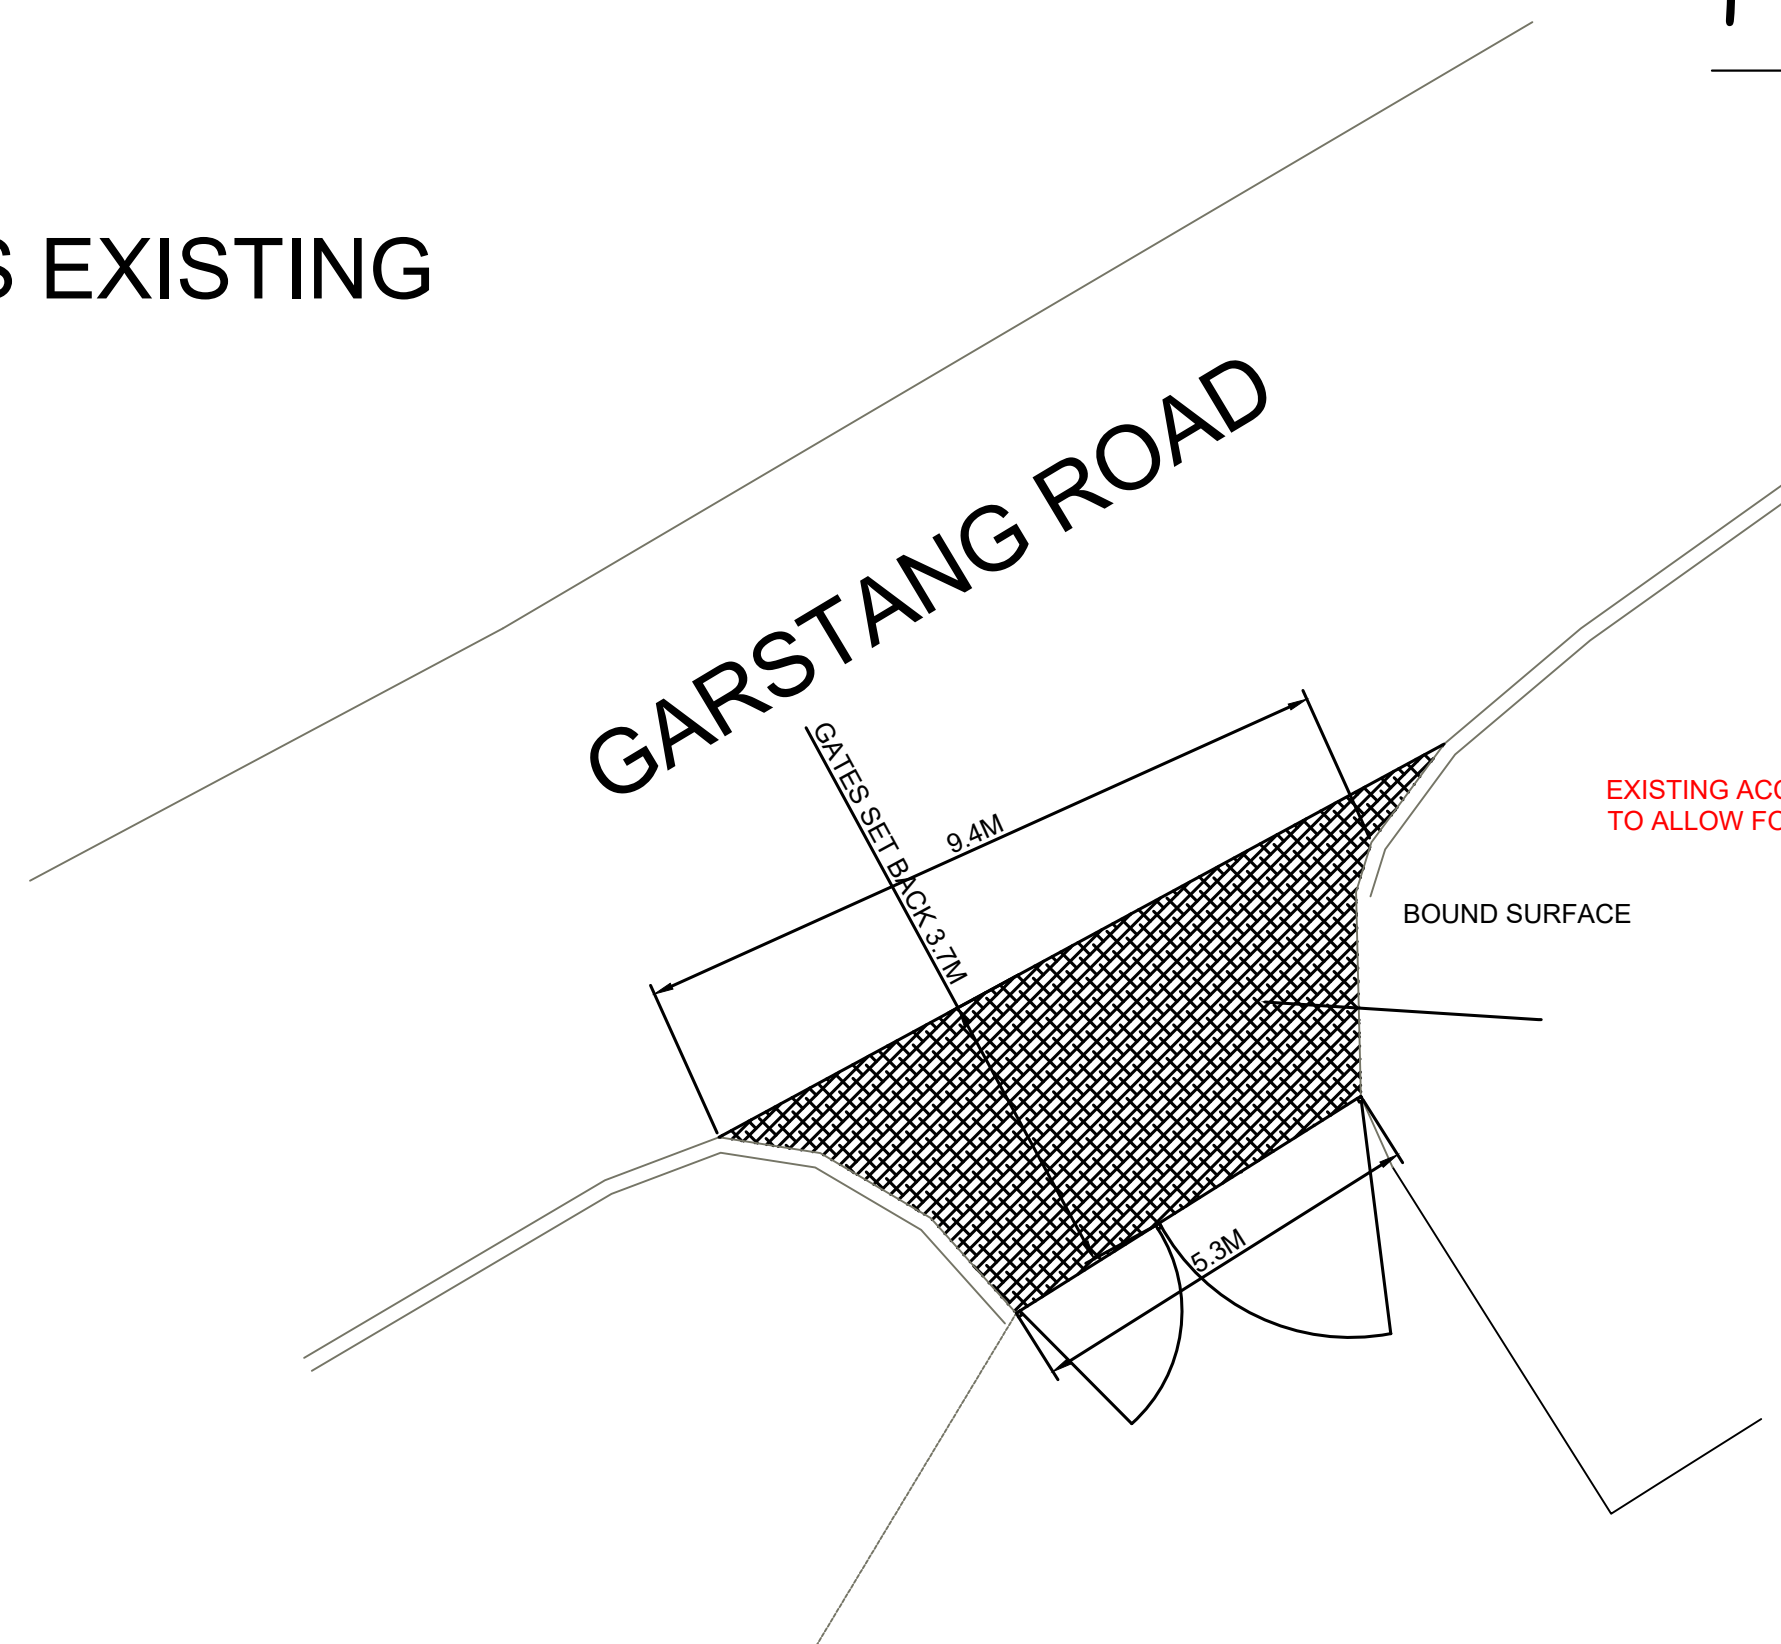 S EXISTING
GARSTANG ROAD
GATES SET BACK 3.7M
9.4M
EXISTING ACC
TO ALLOW FO
BOUND SURFACE
5.3M